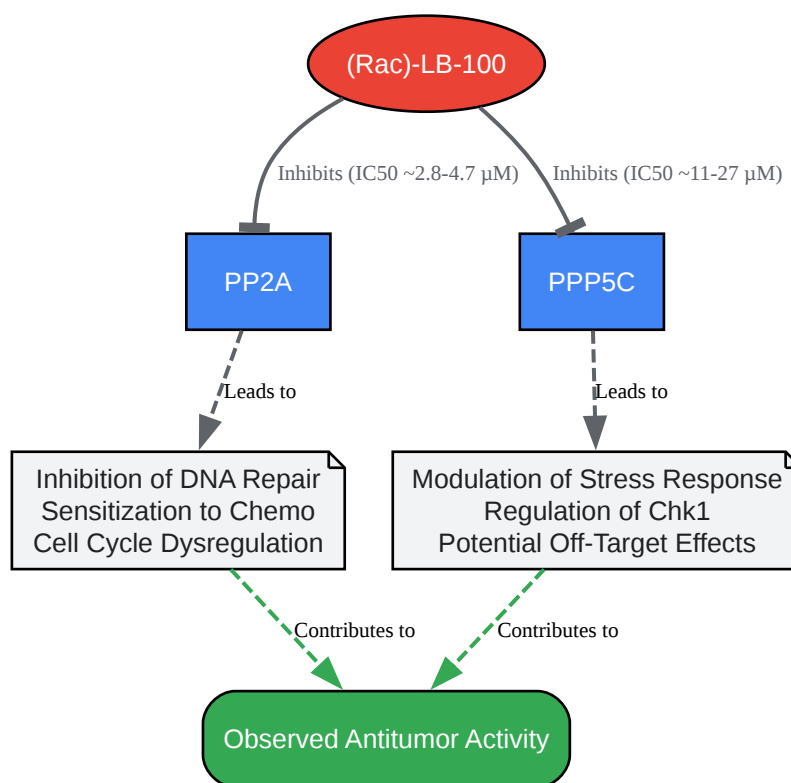 (Rac)-LB-100
Inhibits (IC50 ~2.8-4.7 µM)
Inhibits (IC50 ~11-27 µM)
PP2A
PPP5C
Leads to
Leads to
Inhibition of DNA Repair
Sensitization to Chemo
Cell Cycle Dysregulation
Modulation of Stress Response
Regulation of Chk1
Potential Off-Target Effects
Contributes to
Contributes to
Observed Antitumor Activity